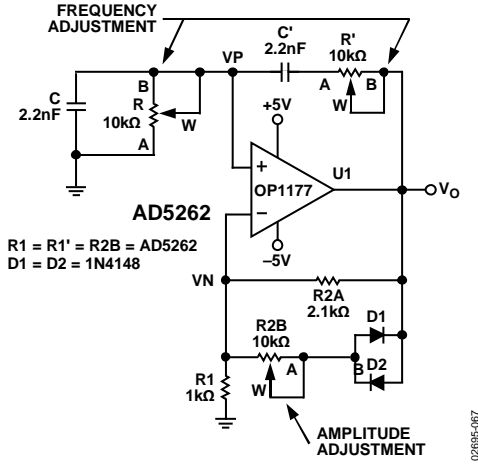 FREQUENCY
ADJUSTMENT
VP
C'
2.2nF
R'
10kΩ
B
R
10kΩ
W
A
C
2.2nF
A
B
W
+5V
+
U1
OP1177
−
VO
AD5262
–5V
R1 = R1' = R2B = AD5262
D1 = D2 = 1N4148
VN
R2A
2.1kΩ
D1
R2B
10kΩ
A
B
D2
W
R1
1kΩ
AMPLITUDE
ADJUSTMENT
02695-067